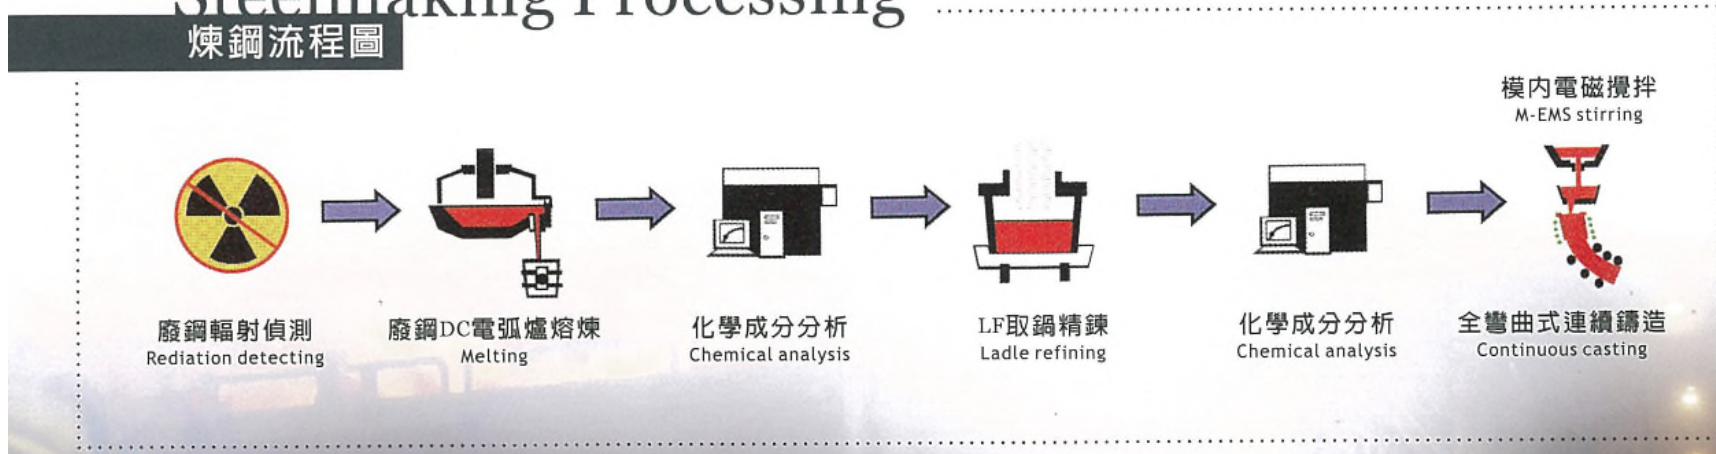 Steelmaking Processing
煉鋼流程圖
模内電磁攪拌
M-EMS stirring
廢鋼輻射偵測
Rediation detecting
廢鋼DC電弧爐熔煉
Melting
化學成分分析
Chemical analysis
LF取鍋精鍊
Ladle refining
化學成分分析
Chemical analysis
全彎曲式連續鑄造
Continuous casting